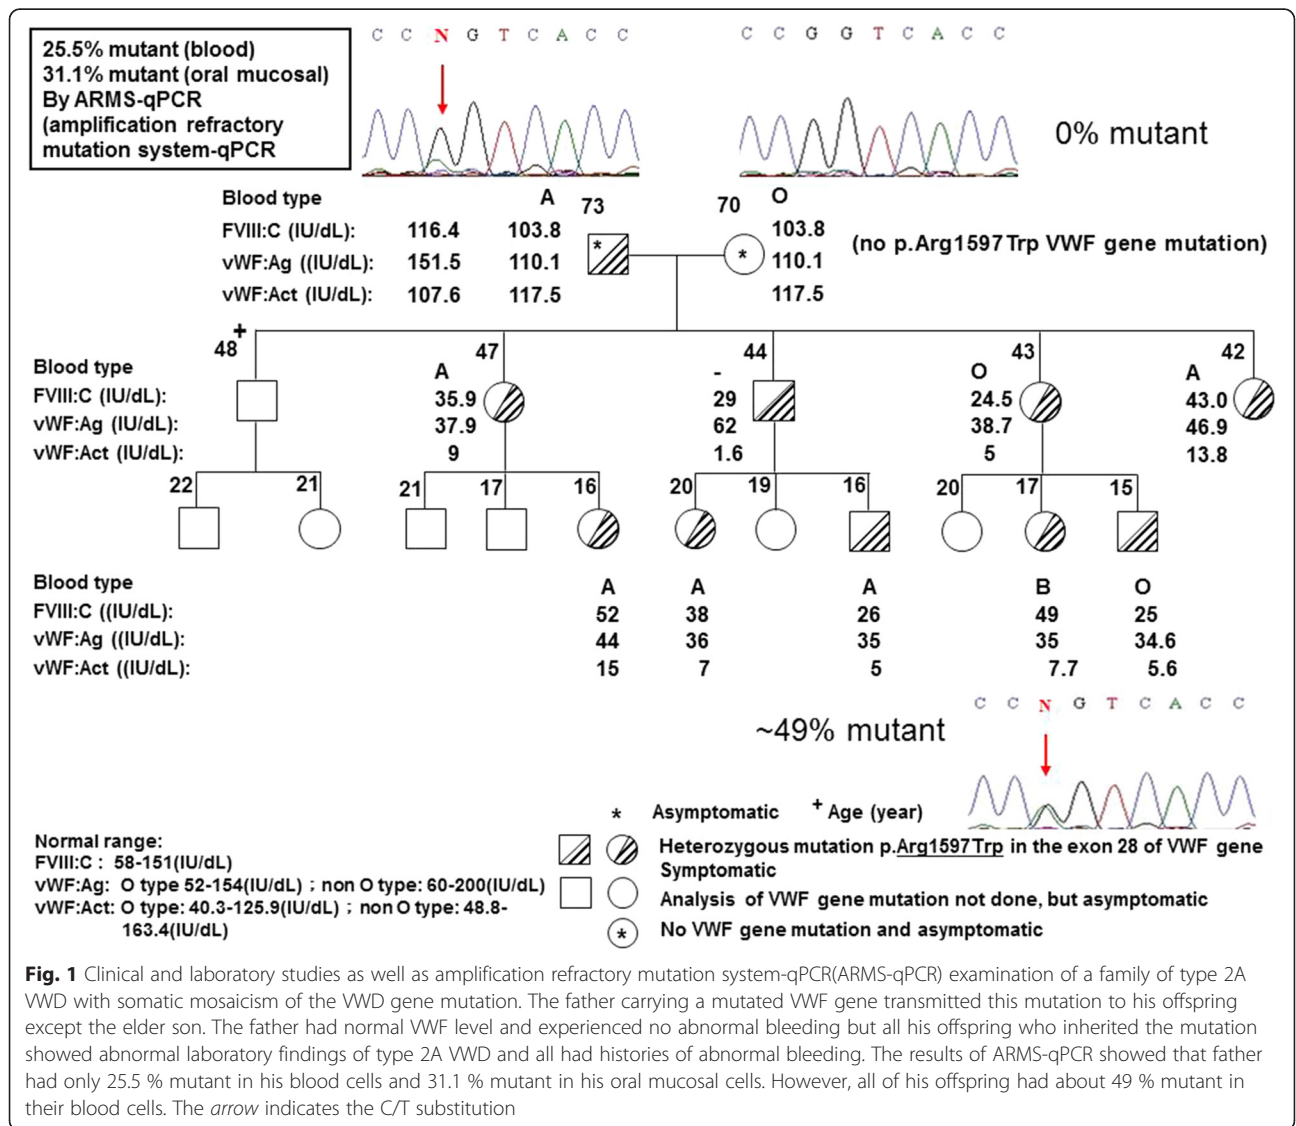 25.5% mutant (blood)
31.1% mutant (oral mucosal)
By ARMS-qPCR
(amplification refractory
mutation system-qPCR
C C N G T C A C C
C C G G T C A C C
0% mutant
Blood type A 73 70 O
FVIII:C (IU/dL): 116.4 103.8 103.8
* * (no p.Arg1597Trp VWF gene mutation)
vWF:Ag ((IU/dL): 151.5 110.1 110.1
vWF:Act (IU/dL): 107.6 117.5 117.5
+
48 47 44 43 42
Blood type A - O A
FVIII:C (IU/dL): 35.9 29 24.5 43.0
vWF:Ag (IU/dL): 37.9 62 38.7 46.9
vWF:Act (IU/dL): 9 1.6 5 13.8
22 21 21 17 16 20 19 16 20 17 15
Blood type A A A B O
FVIII:C ((IU/dL): 52 38 26 49 25
vWF:Ag ((IU/dL): 44 36 35 35 34.6
vWF:Act ((IU/dL): 15 7 5 7.7 5.6
~49% mutant
C C N G T C A C C
* Asymptomatic + Age (year)
Normal range:
FVIII:C : 58-151(IU/dL)
vWF:Ag: O type 52-154(IU/dL) ; non O type: 60-200(IU/dL)
vWF:Act: O type: 40.3-125.9(IU/dL) ; non O type: 48.8-
163.4(IU/dL)
Heterozygous mutation p.Arg1597Trp in the exon 28 of VWF gene
Symptomatic
Analysis of VWF gene mutation not done, but asymptomatic
* No VWF gene mutation and asymptomatic
Fig. 1 Clinical and laboratory studies as well as amplification refractory mutation system-qPCR(ARMS-qPCR) examination of a family of type 2A
VWD with somatic mosaicism of the VWD gene mutation. The father carrying a mutated VWF gene transmitted this mutation to his offspring
except the elder son. The father had normal VWF level and experienced no abnormal bleeding but all his offspring who inherited the mutation
showed abnormal laboratory findings of type 2A VWD and all had histories of abnormal bleeding. The results of ARMS-qPCR showed that father
had only 25.5 % mutant in his blood cells and 31.1 % mutant in his oral mucosal cells. However, all of his offspring had about 49 % mutant in
their blood cells. The arrow indicates the C/T substitution